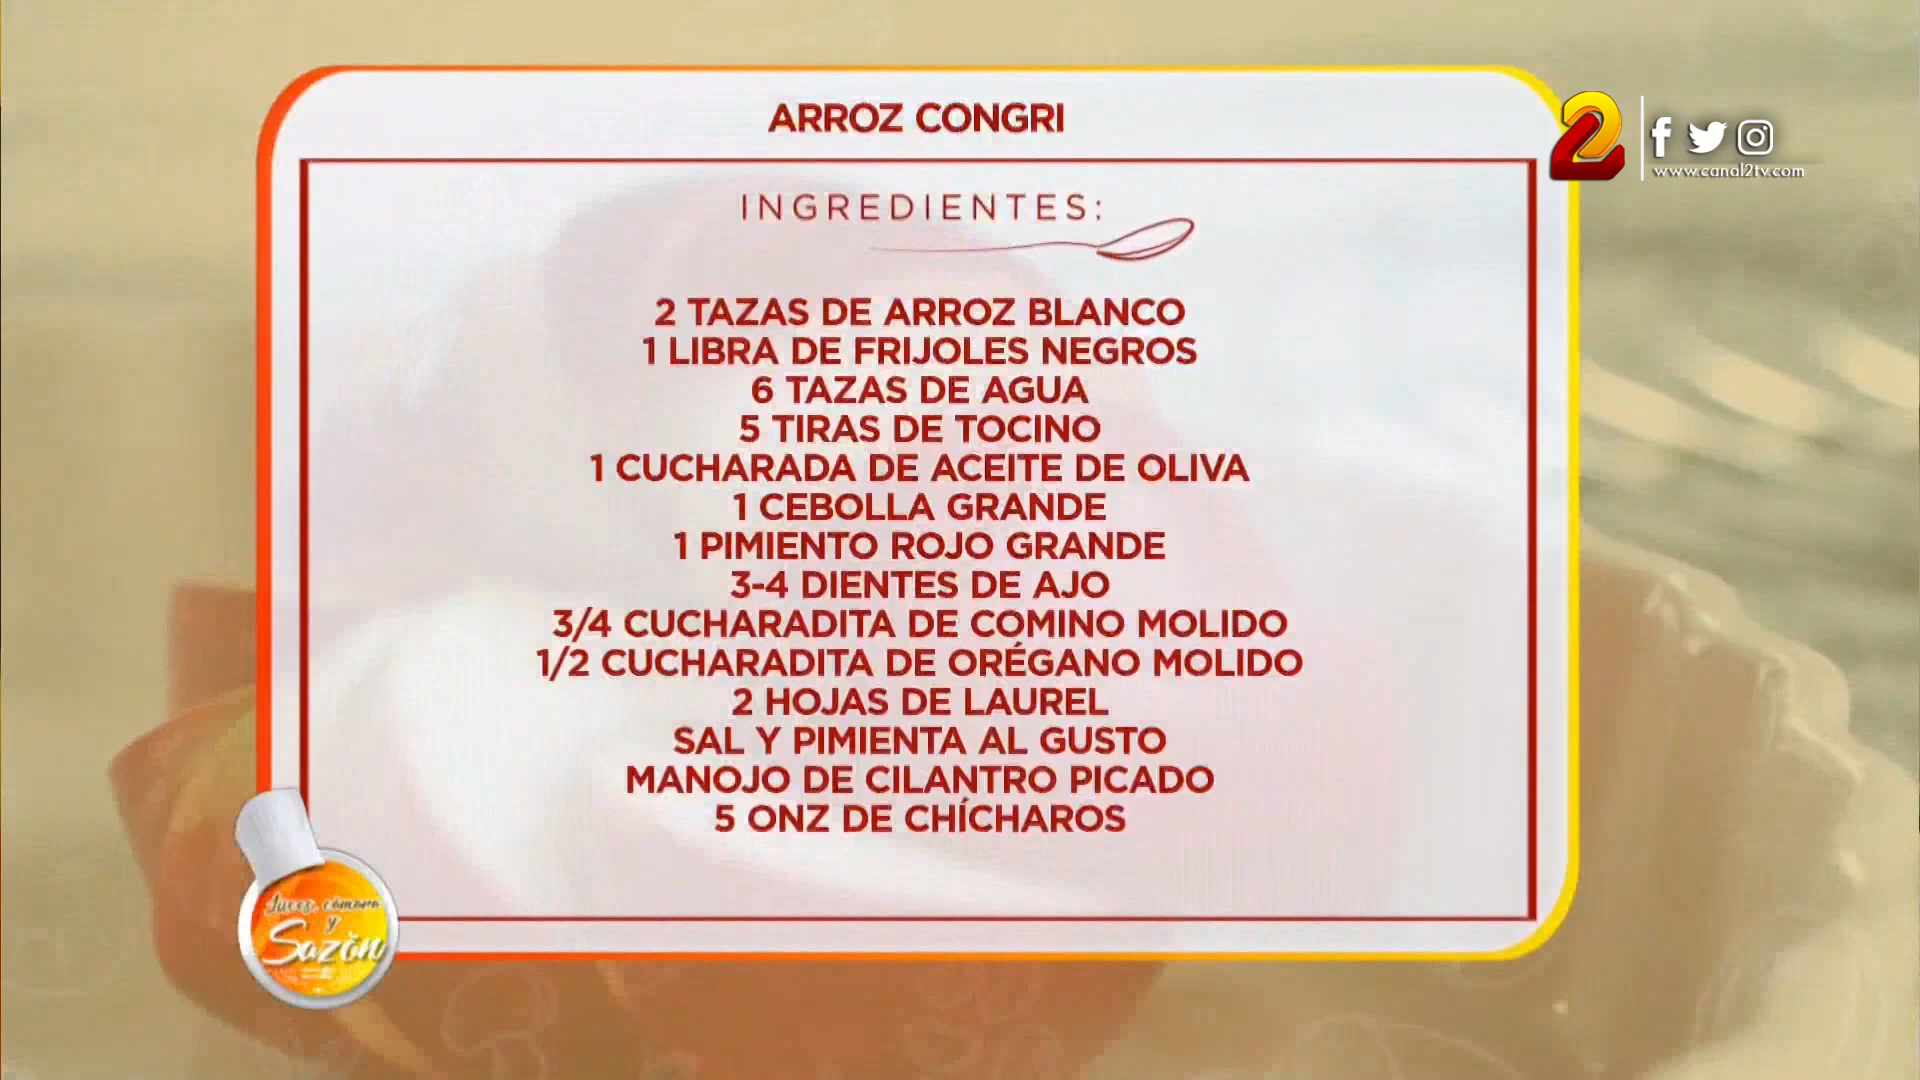 ARROZ CONGRI
2
www.canal2tv.com
INGREDIENTES:
2 TAZAS DE ARROZ BLANCO
1 LIBRA DE FRIJOLES NEGROS
6 TAZAS DE AGUA
5 TIRAS DE TOCINO
1 CUCHARADA DE ACEITE DE OLIVA
1 CEBOLLA GRANDE
1 PIMIENTO ROJO GRANDE
3-4 DIENTES DE AJO
3/4 CUCHARADITA DE COMINO MOLIDO
1/2 CUCHARADITA DE ORÉGANO MOLIDO
2 HOJAS DE LAUREL
SAL Y PIMIENTA AL GUSTO
MANOJO DE CILANTRO PICADO
5 ONZ DE CHÍCHAROS
y
Sazòn